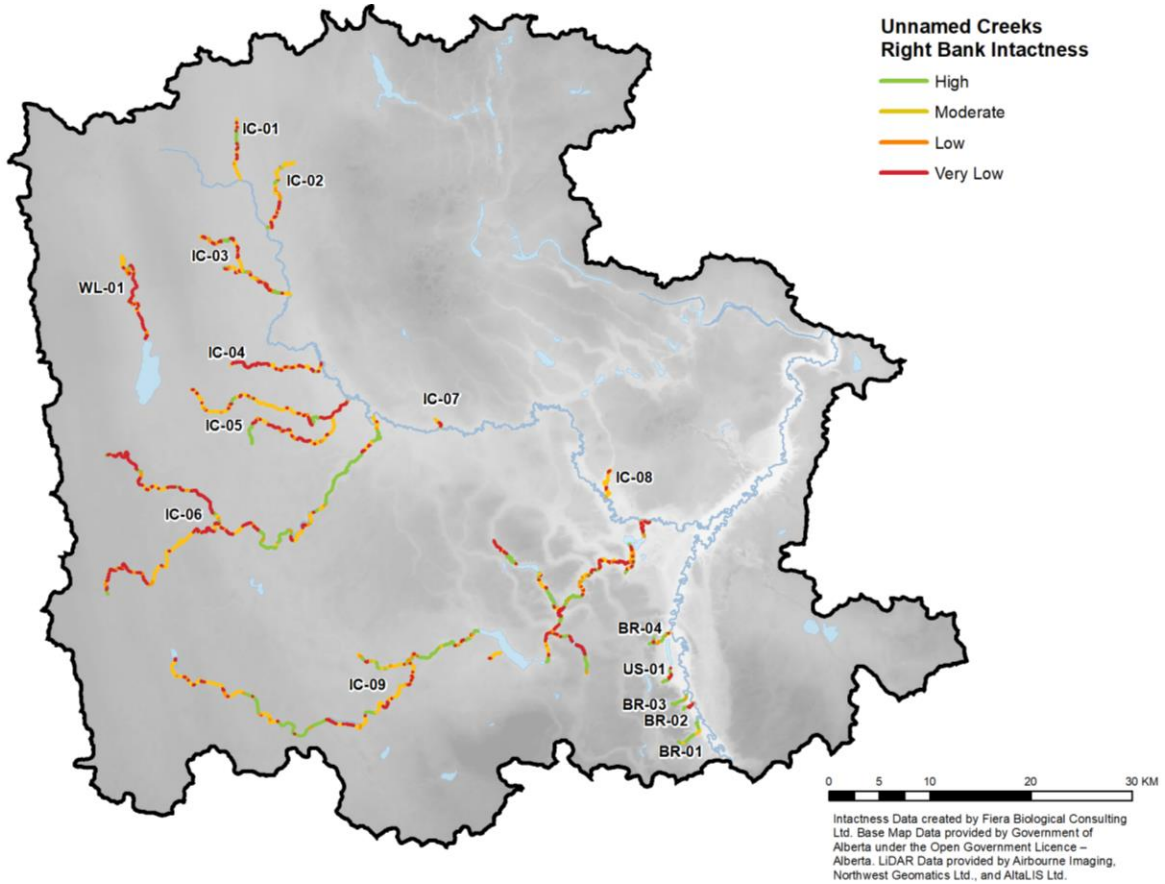 Unnamed Creeks
Right Bank Intactness
High
Moderate
Low
Very Low
IC-01
IC-02
IC-03
WL-01
IC-04
IC-07
IC-05
IC-08
IC-06
BR-04
US-01
IC-09
BR-03
BR-02
BR-01
0 5 10 20 30 KM
Intactness Data created by Fiera Biological Consulting
Ltd. Base Map Data provided by Government of
Alberta under the Open Government Licence –
Alberta. LiDAR Data provided by Airbourne Imaging,
Northwest Geomatics Ltd., and AltaLIS Ltd.